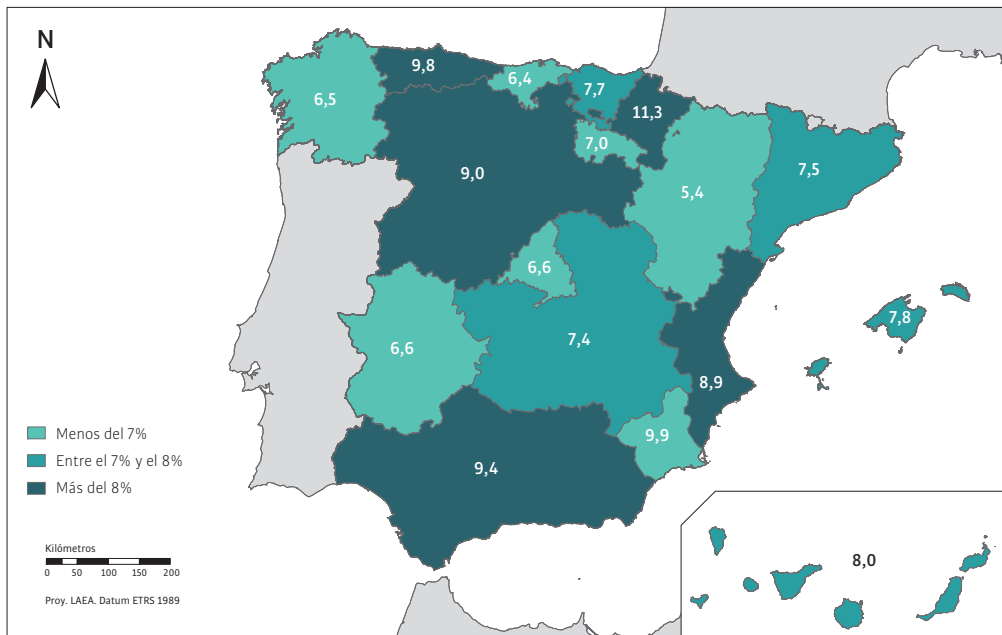 N
9,8
6,4
7,7
6,5
11,3
7,0
9,0
7,5
5,4
6,6
7,8
7,4
6,6
8,9
9,9
9,4
Menos del 7%
Entre el 7% y el 8%
Más del 8%
8,0
Kilómetros
0 50 100 150 200
Proy. LAEA. Datum ETRS 1989